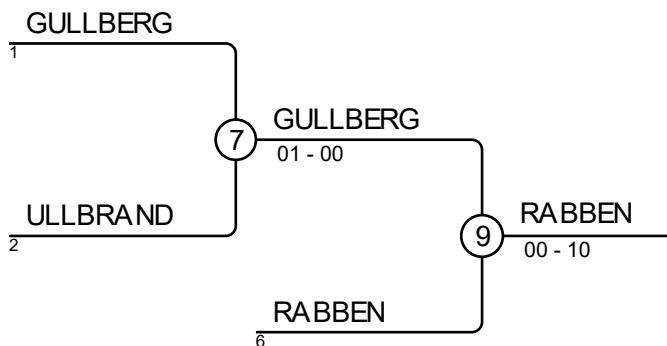 GULLBERG
1
7
GULLBERG
01 - 00
ULLBRAND
2
9
RABBEN
00 - 10
RABBEN
6